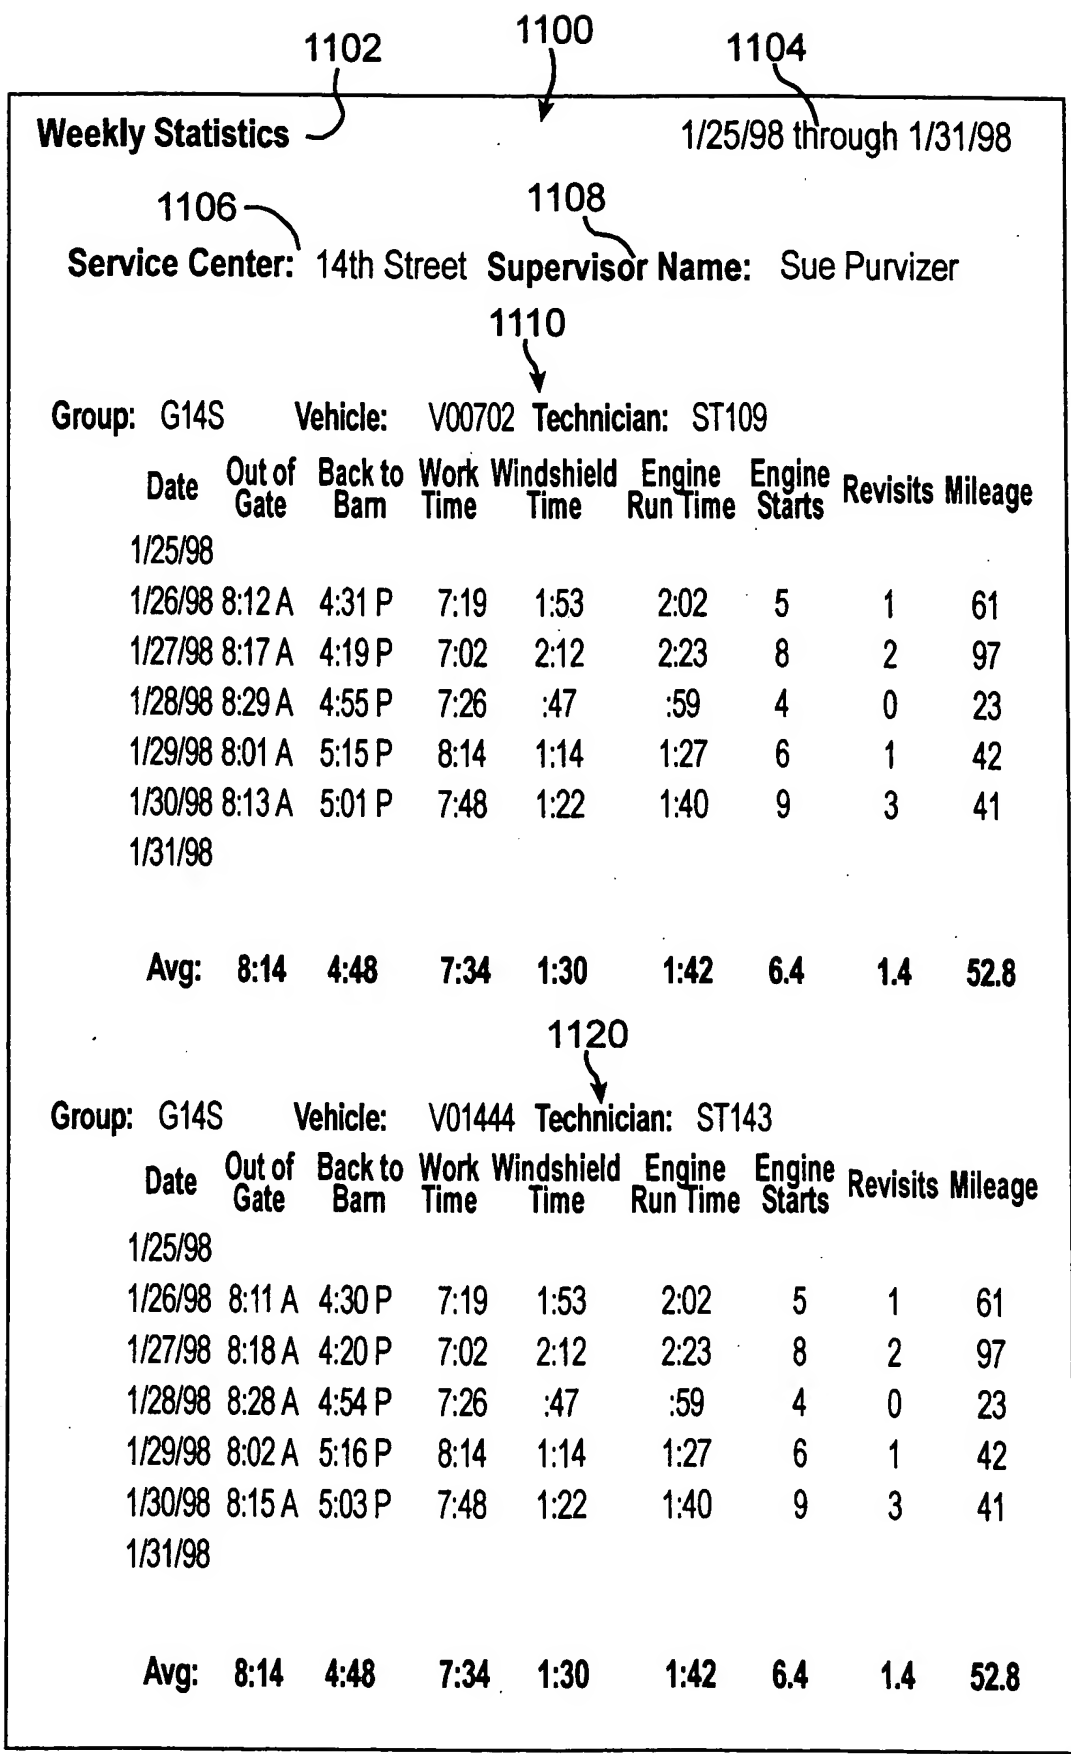 1102 1100 1104
Weekly Statistics 1/25/98 through 1/31/98
1106 1108
Service Center: 14th Street Supervisor Name: Sue Purvizer
1110
Group: G14S Vehicle: V00702 Technician: ST109
Date Out of Gate Back to Barn Work Time Windshield Time Engine Run Time Engine Starts Revisits Mileage
1/25/98
1/26/98 8:12 A 4:31 P 7:19 1:53 2:02 5 1 61
1/27/98 8:17 A 4:19 P 7:02 2:12 2:23 8 2 97
1/28/98 8:29 A 4:55 P 7:26 :47 :59 4 0 23
1/29/98 8:01 A 5:15 P 8:14 1:14 1:27 6 1 42
1/30/98 8:13 A 5:01 P 7:48 1:22 1:40 9 3 41
1/31/98
Avg: 8:14 4:48 7:34 1:30 1:42 6.4 1.4 52.8
1120
Group: G14S Vehicle: V01444 Technician: ST143
Date Out of Gate Back to Barn Work Time Windshield Time Engine Run Time Engine Starts Revisits Mileage
1/25/98
1/26/98 8:11 A 4:30 P 7:19 1:53 2:02 5 1 61
1/27/98 8:18 A 4:20 P 7:02 2:12 2:23 8 2 97
1/28/98 8:28 A 4:54 P 7:26 :47 :59 4 0 23
1/29/98 8:02 A 5:16 P 8:14 1:14 1:27 6 1 42
1/30/98 8:15 A 5:03 P 7:48 1:22 1:40 9 3 41
1/31/98
Avg: 8:14 4:48 7:34 1:30 1:42 6.4 1.4 52.8